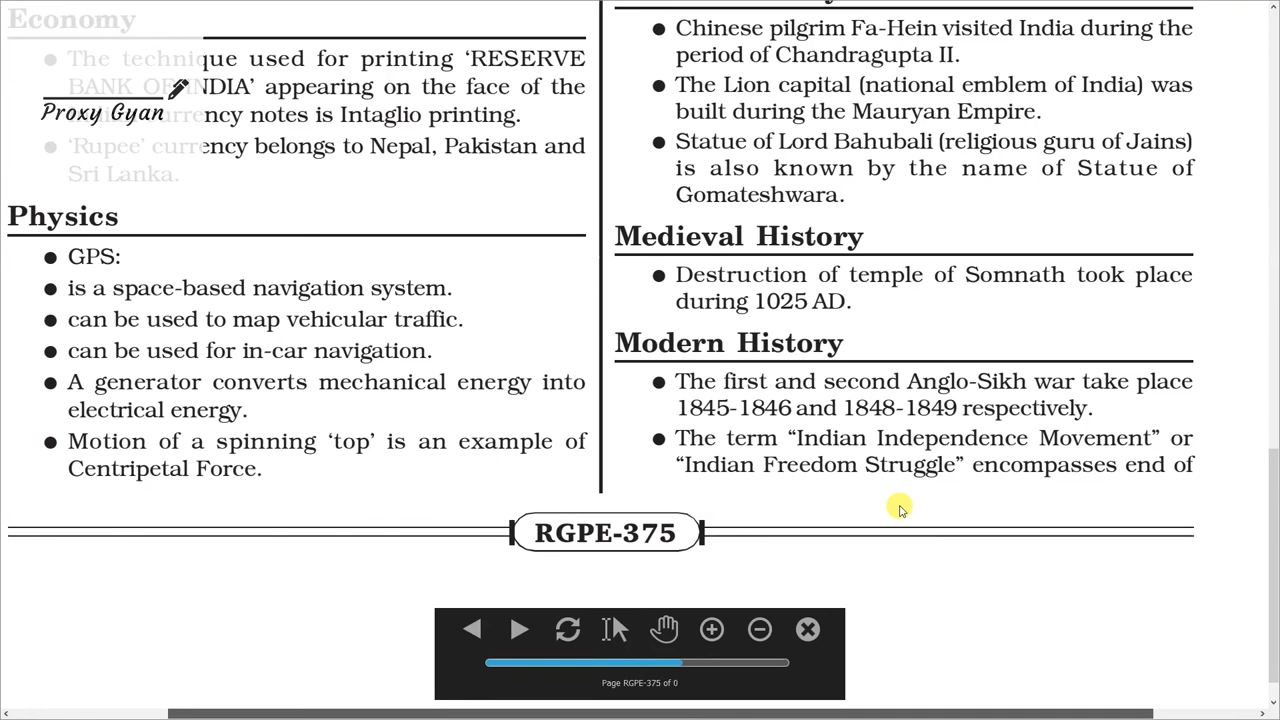 Economy
● The technique used for printing ‘RESERVE
BANK OF INDIA’ appearing on the face of the
currency notes is Intaglio printing.
● ‘Rupee’ currency belongs to Nepal, Pakistan and
Sri Lanka.
Proxy Gyan
Physics
● GPS:
● is a space-based navigation system.
● can be used to map vehicular traffic.
● can be used for in-car navigation.
● A generator converts mechanical energy into
electrical energy.
● Motion of a spinning ‘top’ is an example of
Centripetal Force.
● Chinese pilgrim Fa-Hein visited India during the
period of Chandragupta II.
● The Lion capital (national emblem of India) was
built during the Mauryan Empire.
● Statue of Lord Bahubali (religious guru of Jains)
is also known by the name of Statue of
Gomateshwara.
Medieval History
● Destruction of temple of Somnath took place
during 1025 AD.
Modern History
● The first and second Anglo-Sikh war take place
1845-1846 and 1848-1849 respectively.
● The term “Indian Independence Movement” or
“Indian Freedom Struggle” encompasses end of
RGPE-375
Page RGPE-375 of 0